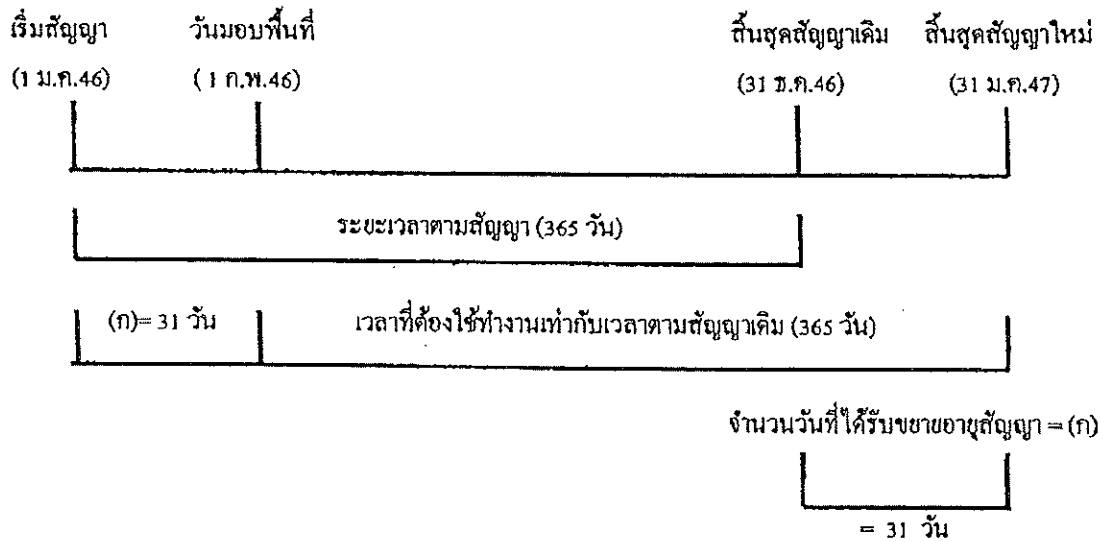 เริ่มสัญญา วันมอบพื้นที่ สิ้นสุดสัญญาเดิม สิ้นสุดสัญญาใหม่
(1 ม.ค.46) ( 1 ก.พ.46) (31 ธ.ค.46) (31 ม.ค.47)
ระยะเวลาตามสัญญา (365 วัน)
(ก)= 31 วัน เวลาที่ต้องใช้ทำงานเท่ากับเวลาตามสัญญาเดิม (365 วัน)
จำนวนวันที่ได้รับขยายอายุสัญญา = (ก)
= 31 วัน